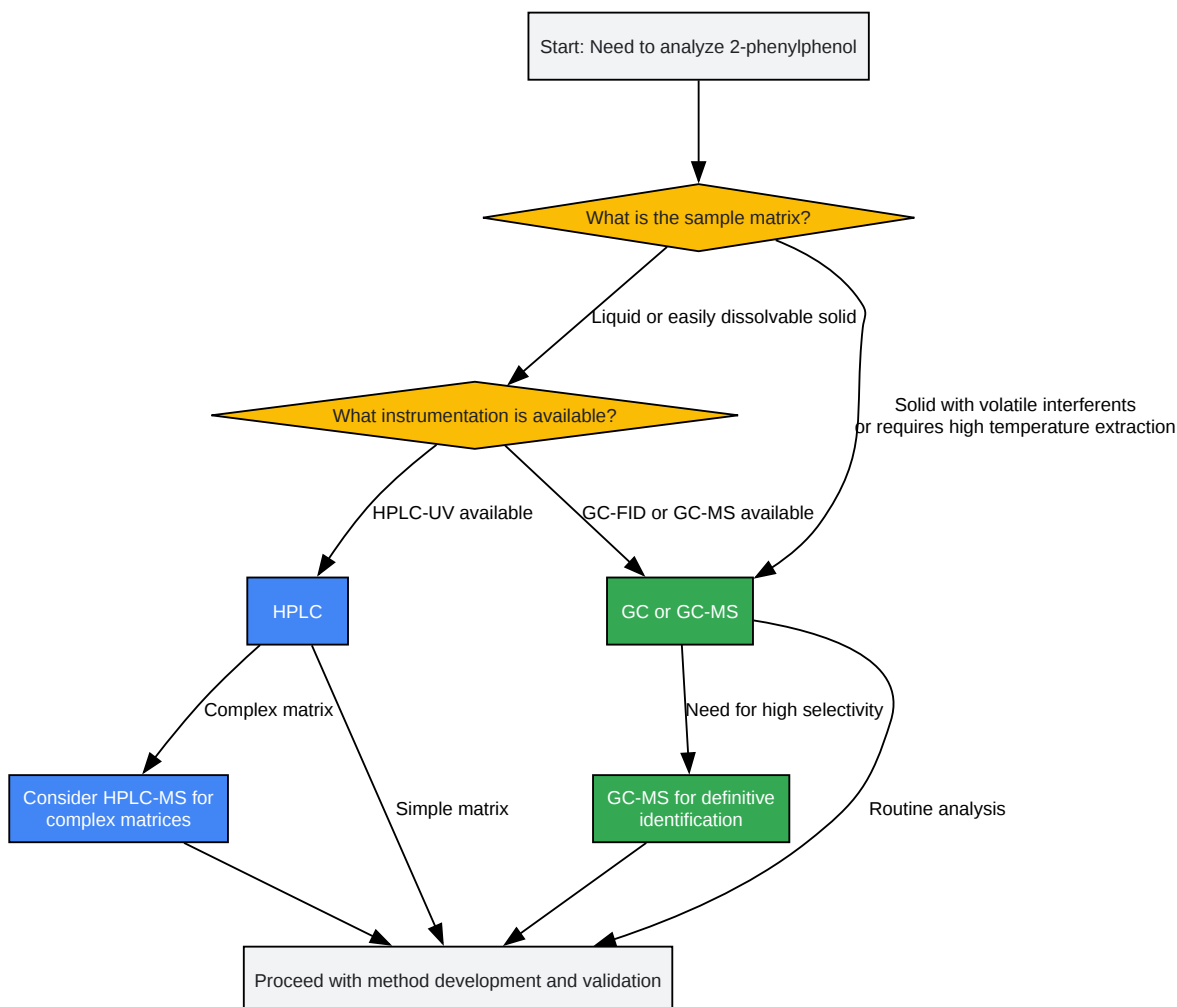 Start: Need to analyze 2-phenylphenol
What is the sample matrix?
Liquid or easily dissolvable solid
What instrumentation is available?
Solid with volatile interferents
or requires high temperature extraction
HPLC-UV available
GC-FID or GC-MS available
HPLC
GC or GC-MS
Complex matrix
Need for high selectivity
Consider HPLC-MS for
complex matrices
Simple matrix
GC-MS for definitive
identification
Routine analysis
Proceed with method development and validation